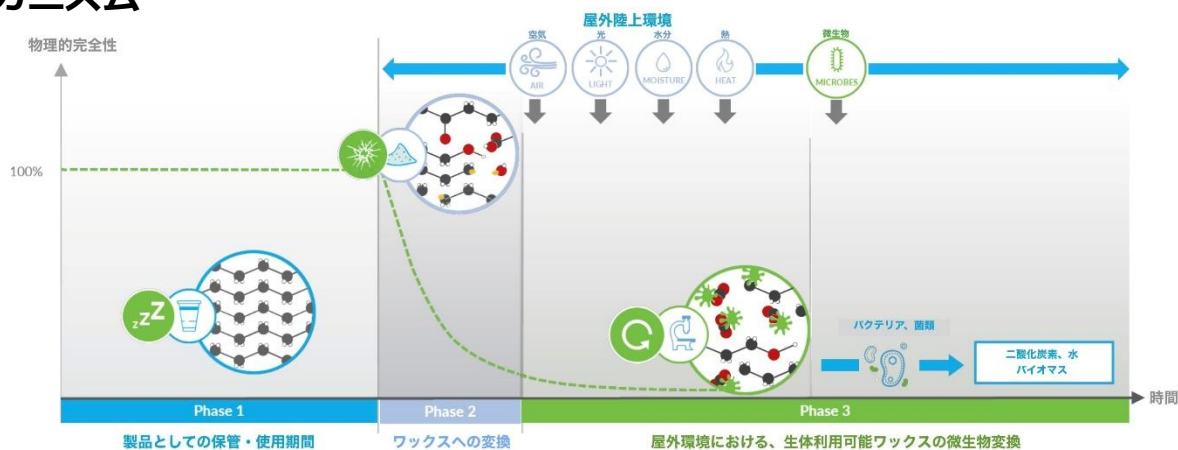 カニズム
屋外陸上環境
物理的完全性
空気
光
水分
熱
微生物
AIR
LIGHT
MOISTURE
HEAT
MICROBES
100%
zzZ
バクテリア、菌類
二酸化炭素、水
バイオマス
時間
Phase 1
Phase 2
Phase 3
製品としての保管・使用期間
ワックスへの変換
屋外環境における、生体利用可能ワックスの微生物変換